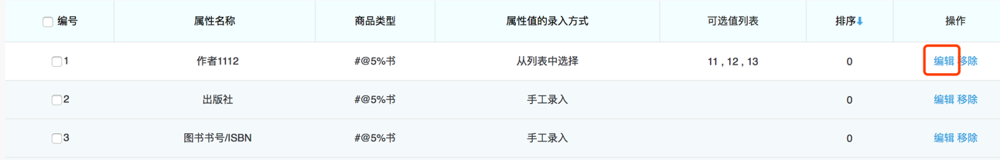 编号 属性名称 商品类型 属性值的录入方式 可选值列表 排序 操作
1 作者1112 #@5%书 从列表中选择 11 , 12 , 13 0 编辑 移除
2 出版社 #@5%书 手工录入 0 编辑 移除
3 图书书号/ISBN #@5%书 手工录入 0 编辑 移除